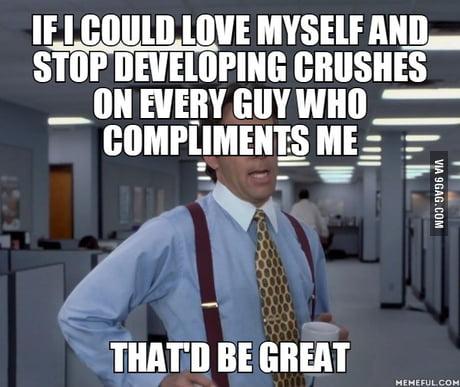 IF I COULD LOVE MYSELF AND
STOP DEVELOPING CRUSHES
ON EVERY GUY WHO
COMPLIMENTS ME
VIA 9GAG.COM
THAT'D BE GREAT
MEMEFUL.COM